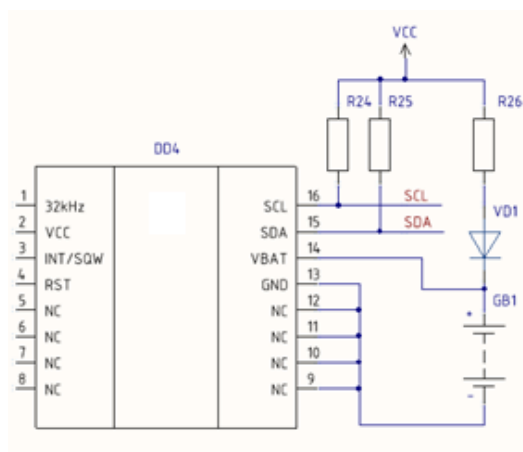 VCC
R24 R25 R26
DD4
1 32kHz SCL 16 SCL
2 VCC SDA 15 SDA VD1
3 INT/SQW VBAT 14
4 RST GND 13 GB1
5 NC NC 12 +
6 NC NC 11
7 NC NC 10
8 NC NC 9 -